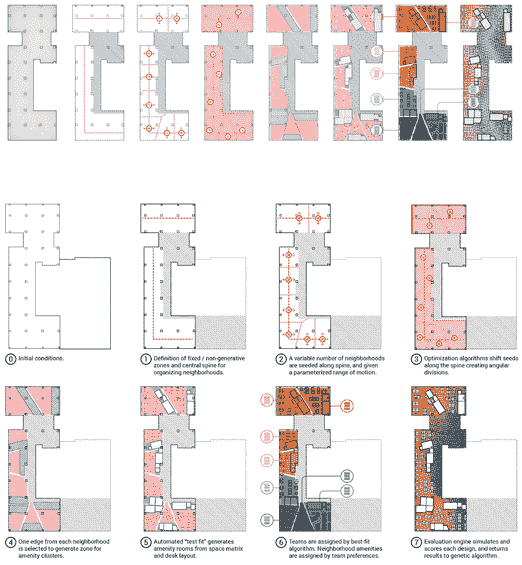 0 Initial conditions.
1 Definition of fixed / non-generative
zones and central spine for
organizing neighborhoods.
2 A variable number of neighborhoods
are seeded along spine, and given
a parameterized range of motion.
3 Optimization algorithms shift seeds
along the spine creating angular
divisions.
4 One edge from each neighborhood
is selected to generate zone for
amenity clusters.
5 Automated "test fit" generates
amenity rooms from space matrix
and desk layout.
6 Teams are assigned by best-fit
algorithm. Neighborhood amenities
are assigned by team preferences.
7 Evaluation engine simulates and
scores each design, and returns
results to genetic algorithm.